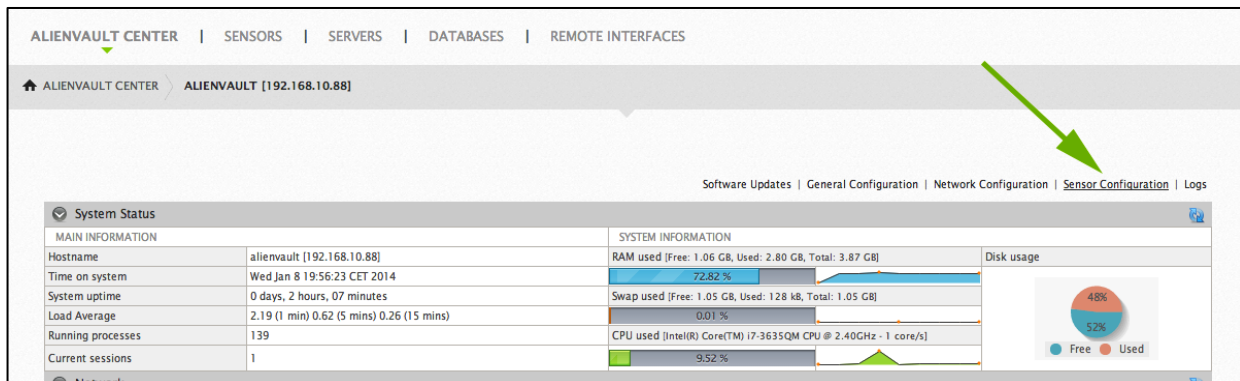 ALIENVAULT CENTER | SENSORS | SERVERS | DATABASES | REMOTE INTERFACES
ALIENVAULT CENTER ALIENVAULT [192.168.10.88]
Software Updates | General Configuration | Network Configuration | Sensor Configuration | Logs
System Status
MAIN INFORMATION SYSTEM INFORMATION
Hostname alienvault [192.168.10.88] RAM used [Free: 1.06 GB, Used: 2.80 GB, Total: 3.87 GB] Disk usage
Time on system Wed Jan 8 19:56:23 CET 2014 72.82 %
System uptime 0 days, 2 hours, 07 minutes Swap used [Free: 1.05 GB, Used: 128 kB, Total: 1.05 GB] 48%
Load Average 2.19 (1 min) 0.62 (5 mins) 0.26 (15 mins) 0.01 % 52%
Running processes 139 CPU used [Intel(R) Core(TM) i7-3635QM CPU @ 2.40GHz - 1 core/s] Free Used
Current sessions 1 9.52 %
Network